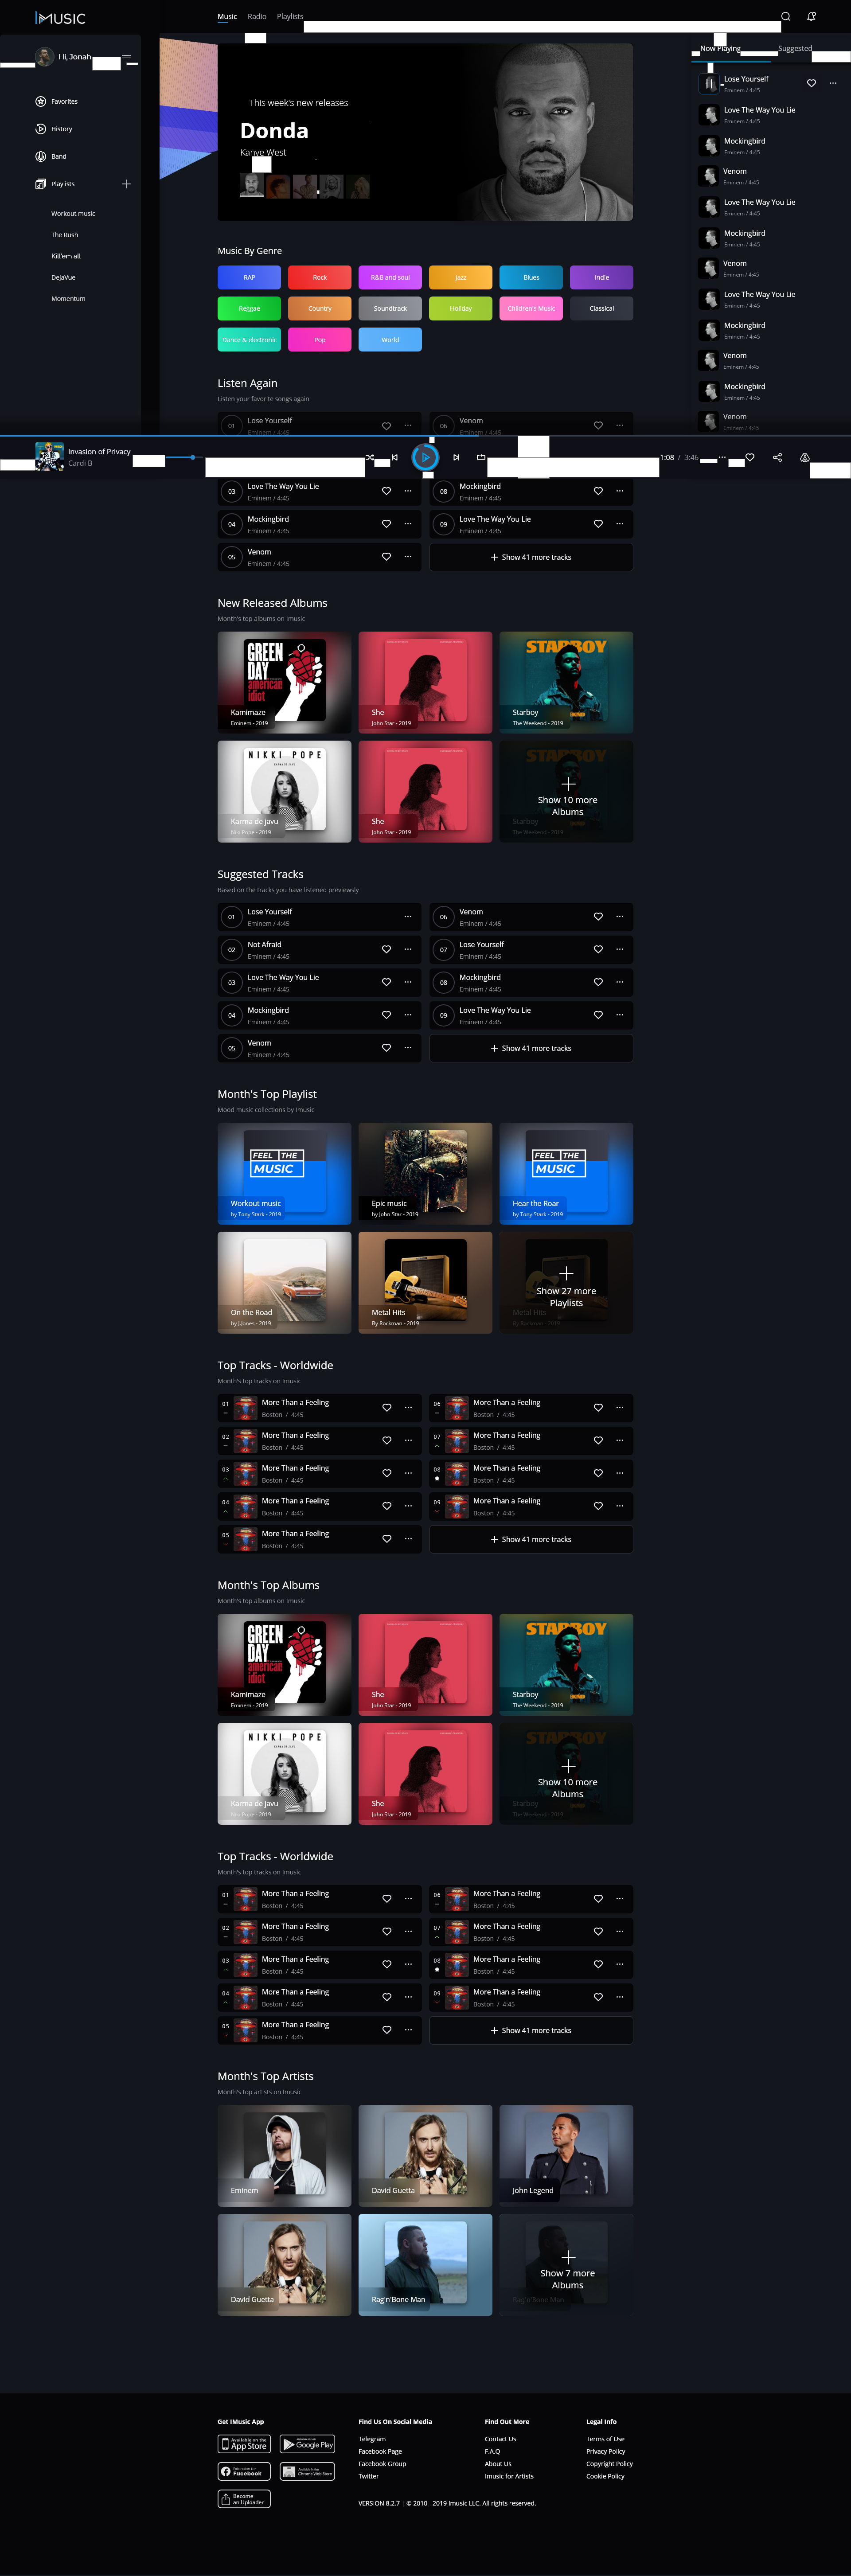 IMUSIC
Music
Radio
Playlists
Hi, Jonah
Favorites
History
Band
Playlists
Workout music
The Rush
Kill'em all
DejaVue
Momentum
This week's new releases
Donda
Kanye West
Now Playing
Suggested
Lose Yourself
Eminem / 4:45
Love The Way You Lie
Eminem / 4:45
Mockingbird
Eminem / 4:45
Venom
Eminem / 4:45
Love The Way You Lie
Eminem / 4:45
Mockingbird
Eminem / 4:45
Venom
Eminem / 4:45
Love The Way You Lie
Eminem / 4:45
Mockingbird
Eminem / 4:45
Venom
Eminem / 4:45
Mockingbird
Eminem / 4:45
Venom
Eminem / 4:45
Music By Genre
RAP
Rock
R&B and soul
Jazz
Blues
Indie
Reggae
Country
Soundtrack
Holiday
Children's Music
Classical
Dance & electronic
Pop
World
Listen Again
Listen your favorite songs again
01
Lose Yourself
Eminem / 4:45
06
Venom
Eminem / 4:45
Invasion of Privacy
Cardi B
1:08 / 3:46
03
Love The Way You Lie
Eminem / 4:45
08
Mockingbird
Eminem / 4:45
04
Mockingbird
Eminem / 4:45
09
Love The Way You Lie
Eminem / 4:45
05
Venom
Eminem / 4:45
Show 41 more tracks
New Released Albums
Month's top albums on Imusic
GREEN DAY
american idiot
Kamimaze
Eminem - 2019
She
John Star - 2019
STARBOY
Starboy
The Weekend - 2019
NIKKI POPE
Karma de javu
Niki Pope - 2019
She
John Star - 2019
STARBOY
Show 10 more
Albums
Starboy
The Weekend - 2019
Suggested Tracks
Based on the tracks you have listened previewsly
01
Lose Yourself
Eminem / 4:45
06
Venom
Eminem / 4:45
02
Not Afraid
Eminem / 4:45
07
Lose Yourself
Eminem / 4:45
03
Love The Way You Lie
Eminem / 4:45
08
Mockingbird
Eminem / 4:45
04
Mockingbird
Eminem / 4:45
09
Love The Way You Lie
Eminem / 4:45
05
Venom
Eminem / 4:45
Show 41 more tracks
Month's Top Playlist
Mood music collections by Imusic
FEEL THE
MUSIC
Workout music
by Tony Stark - 2019
Epic music
by John Star - 2019
FEEL THE
MUSIC
Hear the Roar
by Tony Stark - 2019
On the Road
by J.Jones - 2019
Metal Hits
By Rockman - 2019
Show 27 more
Playlists
Metal Hits
By Rockman - 2019
Top Tracks - Worldwide
Month's top tracks on Imusic
01
More Than a Feeling
Boston / 4:45
06
More Than a Feeling
Boston / 4:45
02
More Than a Feeling
Boston / 4:45
07
More Than a Feeling
Boston / 4:45
03
More Than a Feeling
Boston / 4:45
08
More Than a Feeling
Boston / 4:45
04
More Than a Feeling
Boston / 4:45
09
More Than a Feeling
Boston / 4:45
05
More Than a Feeling
Boston / 4:45
Show 41 more tracks
Month's Top Albums
Month's top albums on Imusic
GREEN DAY
american idiot
Kamimaze
Eminem - 2019
She
John Star - 2019
STARBOY
Starboy
The Weekend - 2019
NIKKI POPE
Karma de javu
Niki Pope - 2019
She
John Star - 2019
STARBOY
Show 10 more
Albums
Starboy
The Weekend - 2019
Top Tracks - Worldwide
Month's top tracks on Imusic
01
More Than a Feeling
Boston / 4:45
06
More Than a Feeling
Boston / 4:45
02
More Than a Feeling
Boston / 4:45
07
More Than a Feeling
Boston / 4:45
03
More Than a Feeling
Boston / 4:45
08
More Than a Feeling
Boston / 4:45
04
More Than a Feeling
Boston / 4:45
09
More Than a Feeling
Boston / 4:45
05
More Than a Feeling
Boston / 4:45
Show 41 more tracks
Month's Top Artists
Month's top artists on Imusic
Eminem
David Guetta
John Legend
David Guetta
Rag'n'Bone Man
Show 7 more
Albums
Rag'n'Bone Man
Get IMusic App
Available on the
App Store
Google Play
Facebook
Available in the
Chrome Web Store
Become
an Uploader
Find Us On Social Media
Telegram
Facebook Page
Facebook Group
Twitter
Find Out More
Contact Us
F.A.Q
About Us
Imusic for Artists
Legal Info
Terms of Use
Privacy Policy
Copyright Policy
Cookie Policy
VERSION 8.2.7 | © 2010 - 2019 Imusic LLC. All rights reserved.